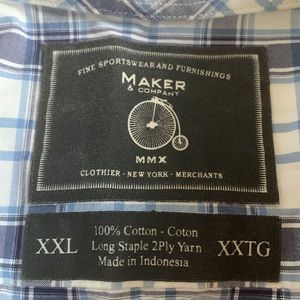 FINE SPORTSWEAR AND FURNISHINGS
MAKER
& COMPANY
MMX
CLOTHIER - NEW YORK - MERCHANTS
XXL
100% Cotton - Coton
Long Staple 2Ply Yarn
Made in Indonesia
XXTG